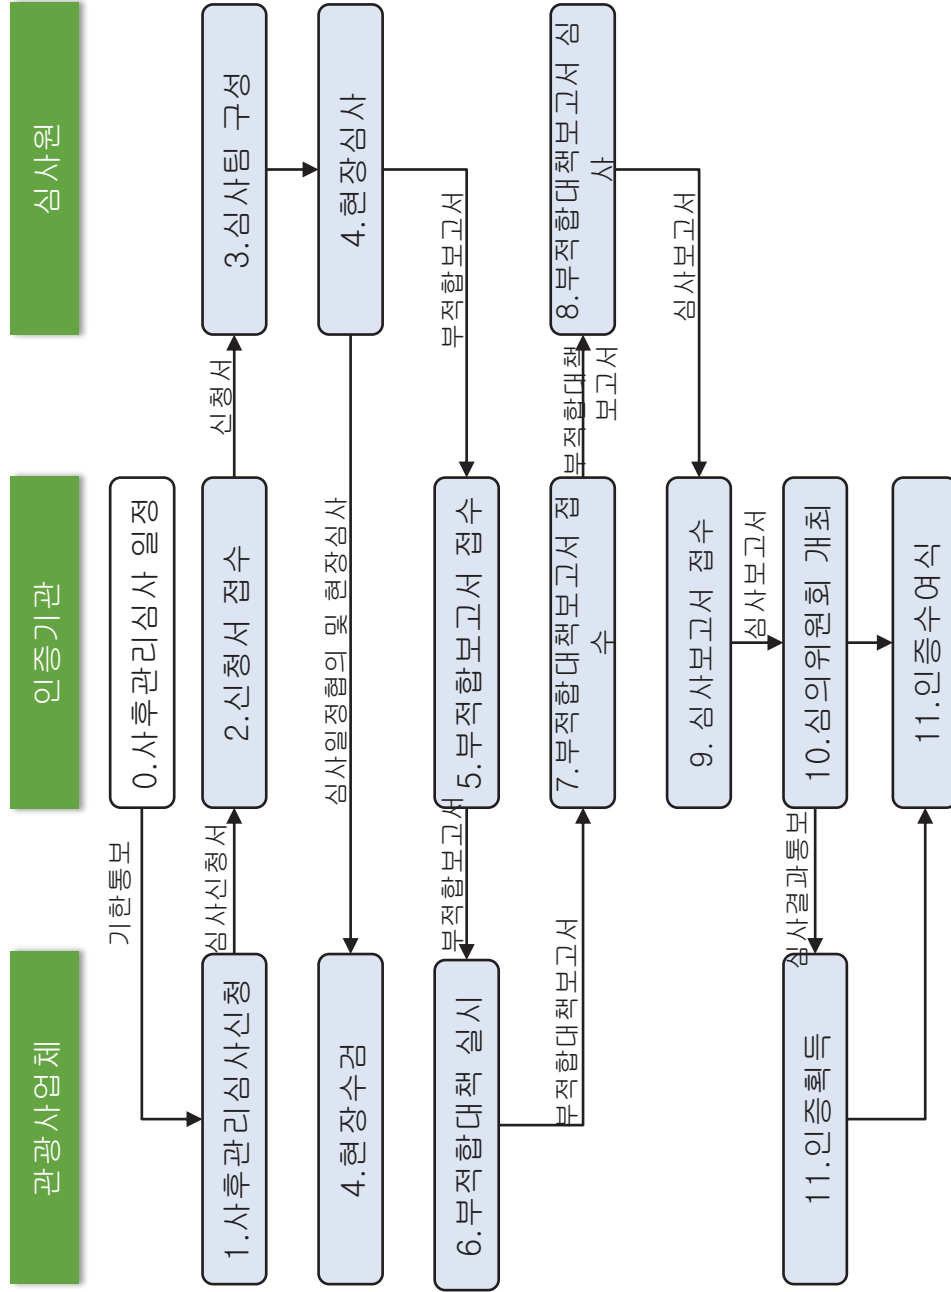 관광사업체
인증기관
심사원
0.사후관리심사 일정
기한통보
1.사후관리심사신청
심사신청서
2.신청서 접수
신청서
3.심사팀 구성
4.현장수검
심사일정협의 및 현장심사
4.현장심사
부적합보고서
5.부적합보고서 접수
부적합보고서
6.부적합대책 실시
부적합대책보고서
7.부적합대책보고서 접
수
부적합대책
보고서
8.부적합대책보고서 심
사
심사보고서
9. 심사보고서 접수
심사보고서
10.심의위원회 개최
심사결과통보
11.인증획득
11.인증수여식